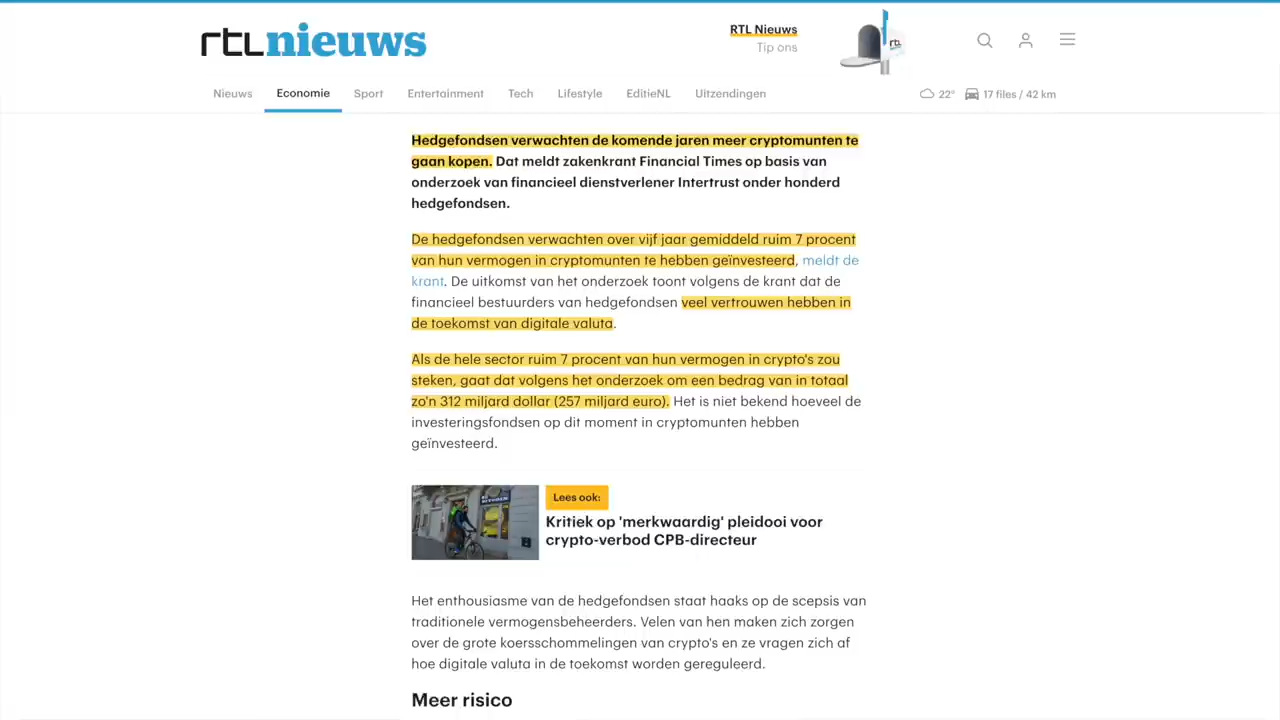 rtlnieuws
RTL Nieuws
Tip ons
rtl
Nieuws Economie Sport Entertainment Tech Lifestyle EditieNL Uitzendingen
22° 17 files / 42 km
Hedgefondsen verwachten de komende jaren meer cryptomunten te
gaan kopen. Dat meldt zakenkrant Financial Times op basis van
onderzoek van financieel dienstverlener Intertrust onder honderd
hedgefondsen.
De hedgefondsen verwachten over vijf jaar gemiddeld ruim 7 procent
van hun vermogen in cryptomunten te hebben geïnvesteerd, meldt de
krant. De uitkomst van het onderzoek toont volgens de krant dat de
financieel bestuurders van hedgefondsen veel vertrouwen hebben in
de toekomst van digitale valuta.
Als de hele sector ruim 7 procent van hun vermogen in crypto's zou
steken, gaat dat volgens het onderzoek om een bedrag van in totaal
zo'n 312 miljard dollar (257 miljard euro). Het is niet bekend hoeveel de
investeringsfondsen op dit moment in cryptomunten hebben
geïnvesteerd.
Lees ook:
Kritiek op 'merkwaardig' pleidooi voor
crypto-verbod CPB-directeur
Het enthousiasme van de hedgefondsen staat haaks op de scepsis van
traditionele vermogensbeheerders. Velen van hen maken zich zorgen
over de grote koersschommelingen van crypto's en ze vragen zich af
hoe digitale valuta in de toekomst worden gereguleerd.
Meer risico